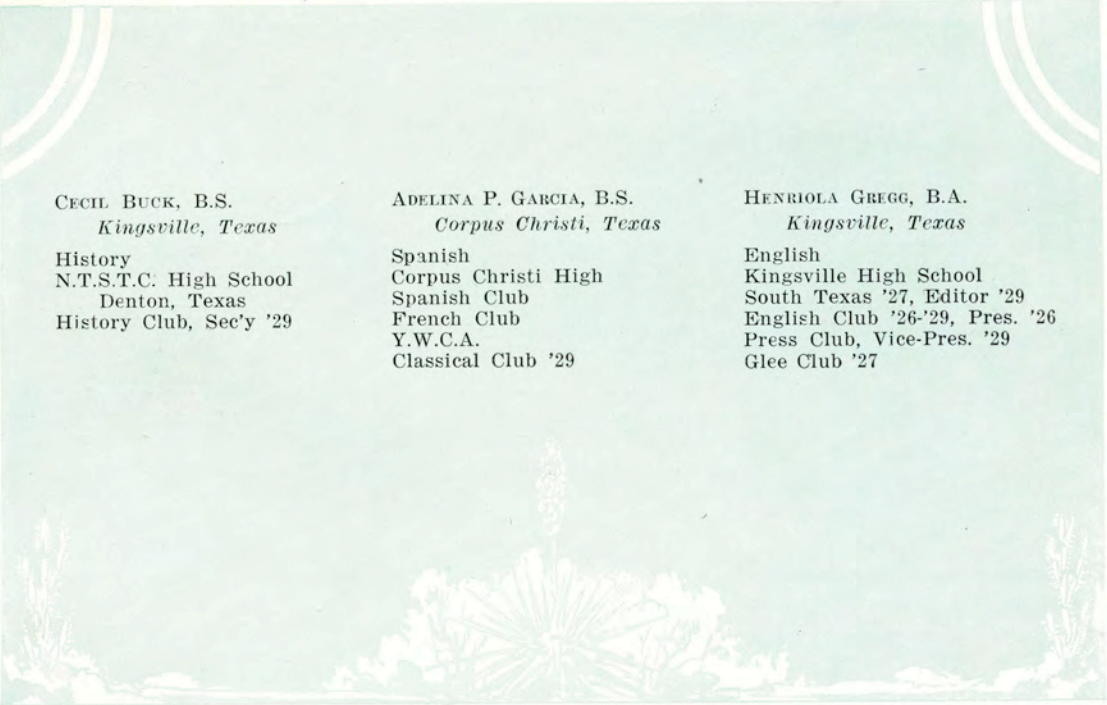 CECIL BUCK, B.S.
Kingsville, Texas
History
N.T.S.T.C. High School
Denton, Texas
History Club, Sec'y '29
ADELINA P. GARCIA, B.S.
Corpus Christi, Texas
Spanish
Corpus Christi High
Spanish Club
French Club
Y.W.C.A.
Classical Club '29
HENRIOLA GREGG, B.A.
Kingsville, Texas
English
Kingsville High School
South Texas '27, Editor '29
English Club '26-'29, Pres. '26
Press Club, Vice-Pres. '29
Glee Club '27